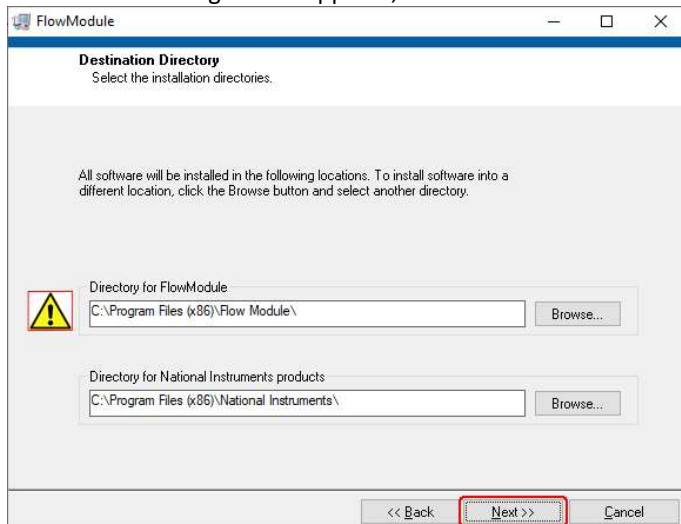 FlowModule
Destination Directory
Select the installation directories.
All software will be installed in the following locations. To install software into a
different location, click the Browse button and select another directory.
Directory for FlowModule
C:\Program Files (x86)\Flow Module\
Browse...
Directory for National Instruments products
C:\Program Files (x86)\National Instruments\
Browse...
<< Back
Next >>
Cancel